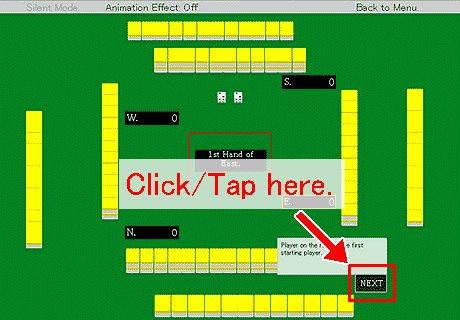 Silent Mode
Animation Effect: Off
Back to Menu
S. 0
W. 0
1st Hand of
East.
Click/Tap here.
E. 0
N. 0
Player on the first
starting player.
NEXT